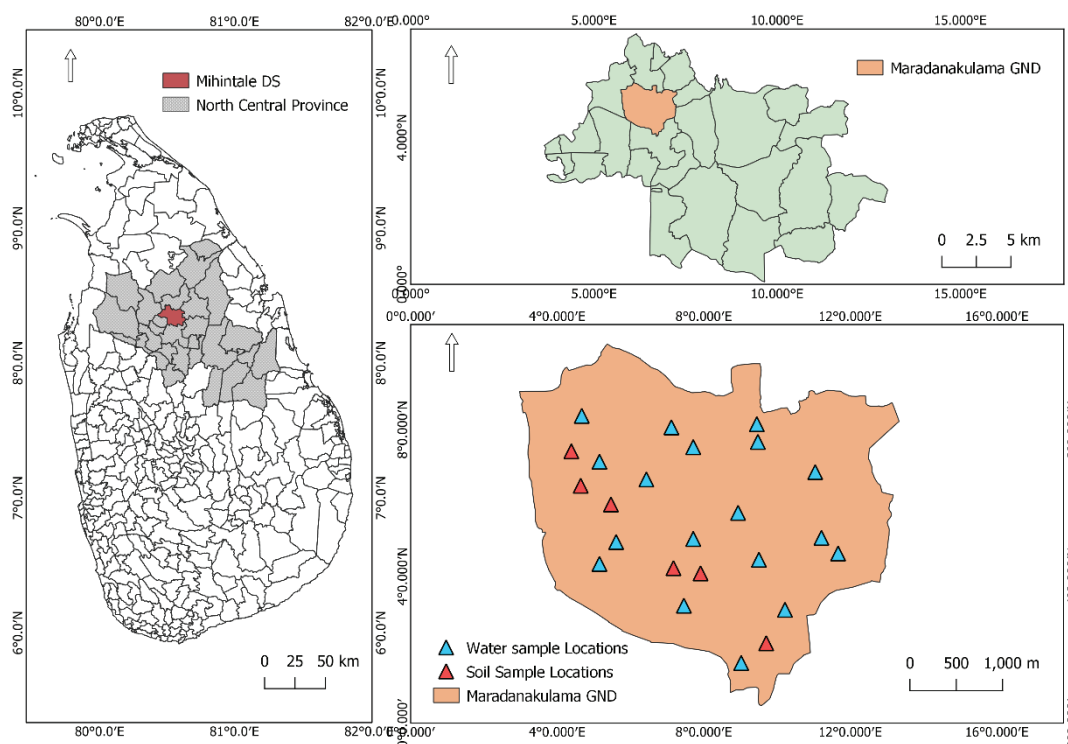 80°0.0'E 81°0.0'E 82°0.0'E
10°0.0'N
9°0.0'N
8°0.0'N
7°0.0'N
6°0.0'N
Mihintale DS
North Central Province
0 25 50 km
80°0.0'E 81°0.0'E 82°0.0'E
10°0.0'N
9°0.0'N
8°0.0'N
7°0.0'N
6°0.0'N
0.000°E 5.000°E 10.000°E 15.000°E
4.000°N
0.000°
Maradanakulama GND
0 2.5 5 km
5.000°E 10.000°E 15.000°E
4°0.000'E 8°0.000'E 12°0.000'E 16°0.000'E
8°0.000'N
4°0.000'N
Water sample Locations
Soil Sample Locations
Maradanakulama GND
0 500 1,000 m
0°0.000' 4°0.000'E 8°0.000'E 12°0.000'E 16°0.000'E